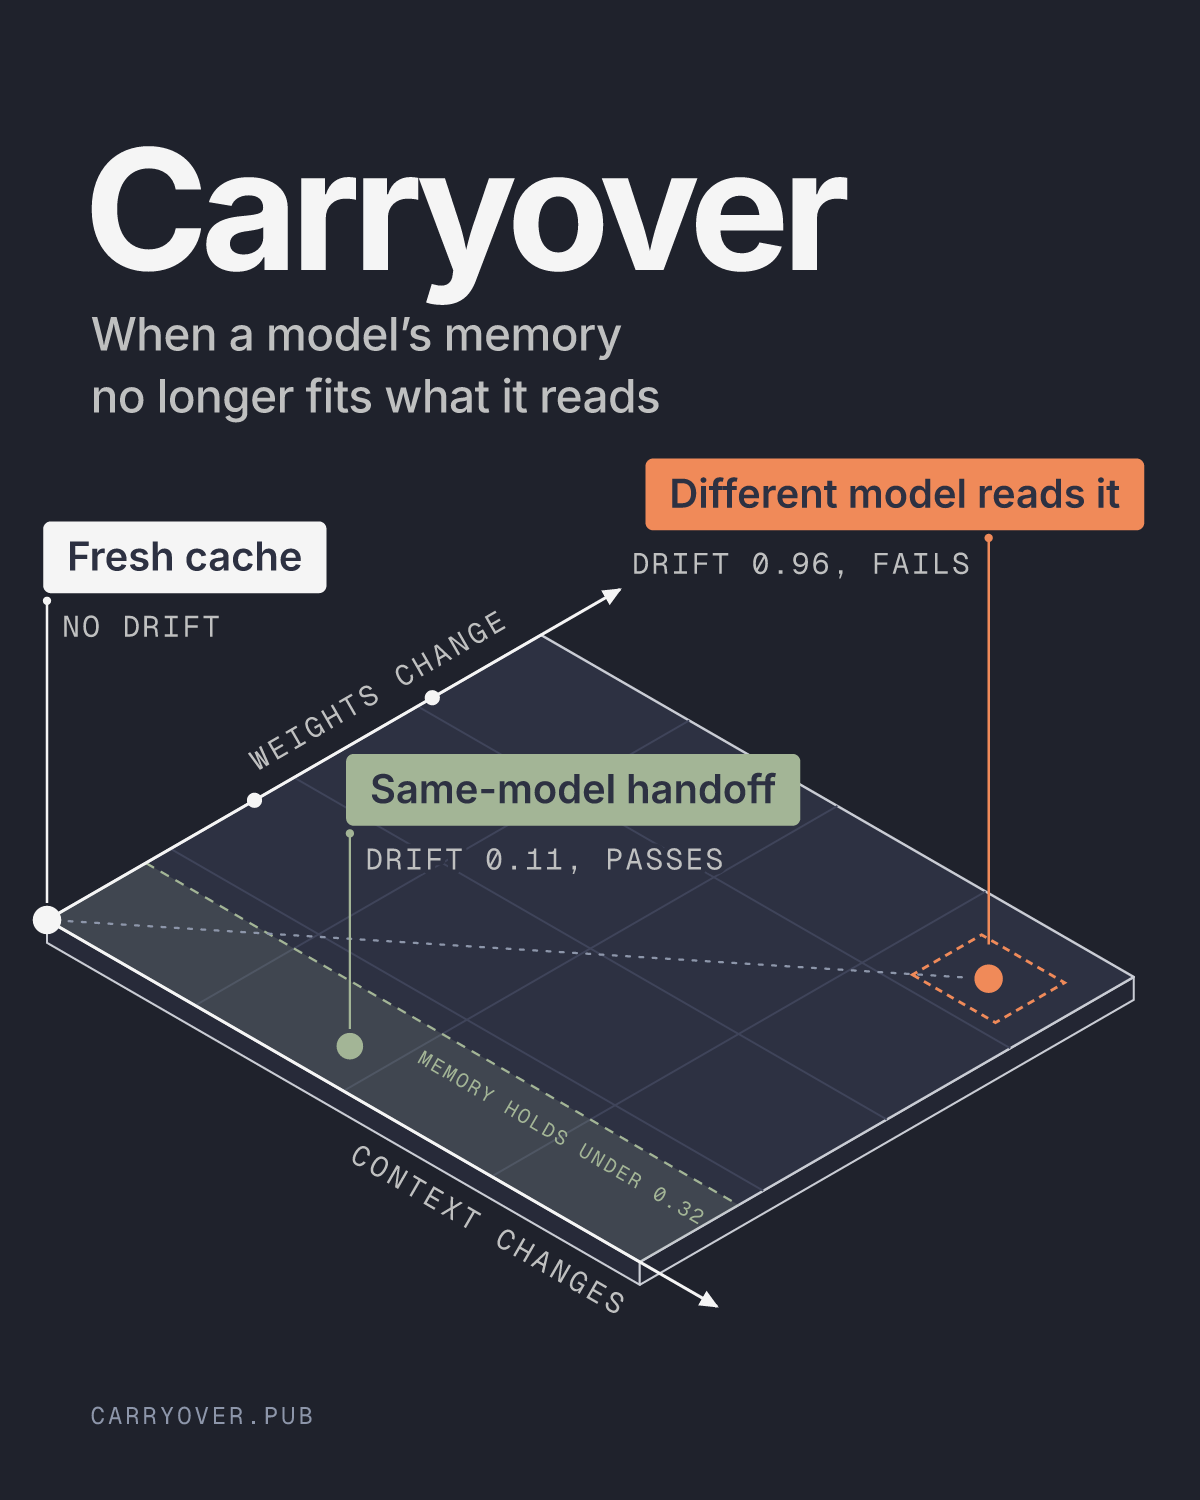 Carryover
When a model’s memory
no longer fits what it reads
Different model reads it
DRIFT 0.96, FAILS
Fresh cache
NO DRIFT
WEIGHTS CHANGE
Same-model handoff
DRIFT 0.11, PASSES
MEMORY HOLDS UNDER 0.32
CONTEXT CHANGES
CARRYOVER.PUB